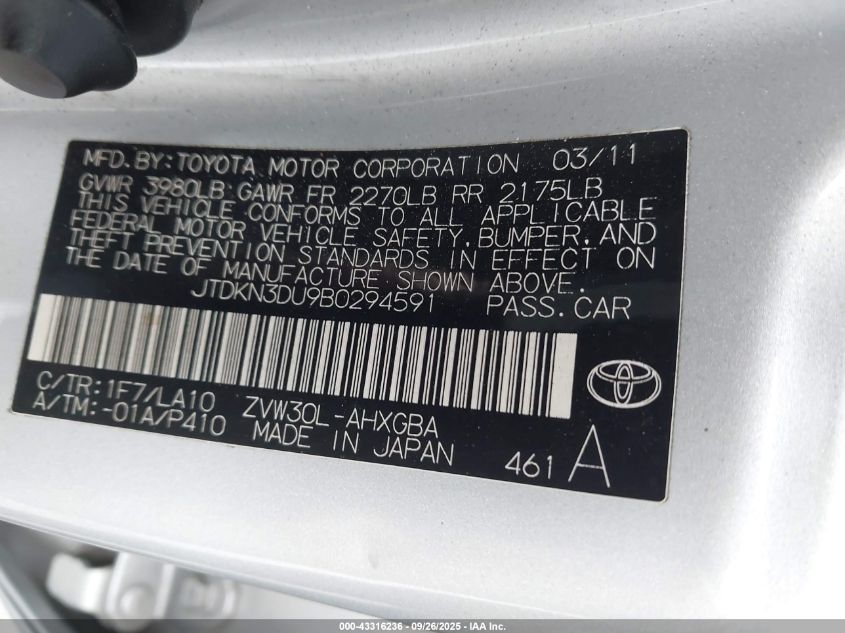 MFD. BY: TOYOTA MOTOR CORPORATION 03/11
GVWR 3980LB GAWR FR 2270LB RR 2175LB
THIS VEHICLE CONFORMS TO ALL APPLICABLE
FEDERAL MOTOR VEHICLE SAFETY, BUMPER, AND
THEFT PREVENTION STANDARDS IN EFFECT ON
THE DATE OF MANUFACTURE SHOWN ABOVE.
JTDKN3DU9B0294591 PASS. CAR
C/TR: 1F7/LA10 ZVW30L-AHXGBA
A/TM: -01A/P410 MADE IN JAPAN
461 A
000-43316236 - 09/26/2025 - IAA Inc.